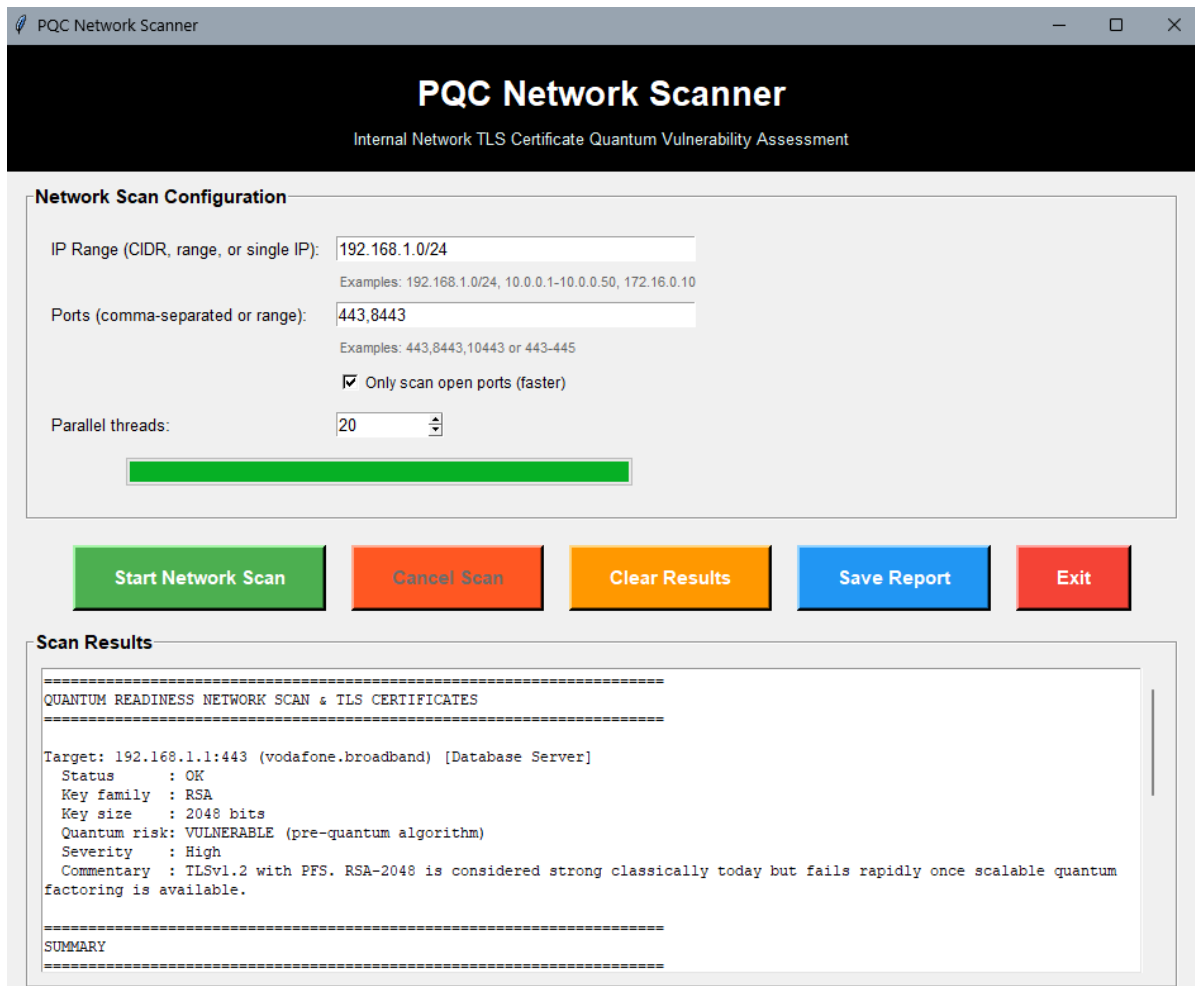 PQC Network Scanner
PQC Network Scanner
Internal Network TLS Certificate Quantum Vulnerability Assessment
Network Scan Configuration
IP Range (CIDR, range, or single IP): 192.168.1.0/24
Examples: 192.168.1.0/24, 10.0.0.1-10.0.0.50, 172.16.0.10
Ports (comma-separated or range): 443,8443
Examples: 443,8443,10443 or 443-445
Only scan open ports (faster)
Parallel threads: 20
Start Network Scan Cancel Scan Clear Results Save Report Exit
Scan Results
======================================================================
QUANTUM READINESS NETWORK SCAN & TLS CERTIFICATES
======================================================================
Target: 192.168.1.1:443 (vodafone.broadband) [Database Server]
Status : OK
Key family : RSA
Key size : 2048 bits
Quantum risk: VULNERABLE (pre-quantum algorithm)
Severity : High
Commentary : TLSv1.2 with PFS. RSA-2048 is considered strong classically today but fails rapidly once scalable quantum
factoring is available.
======================================================================
SUMMARY
======================================================================